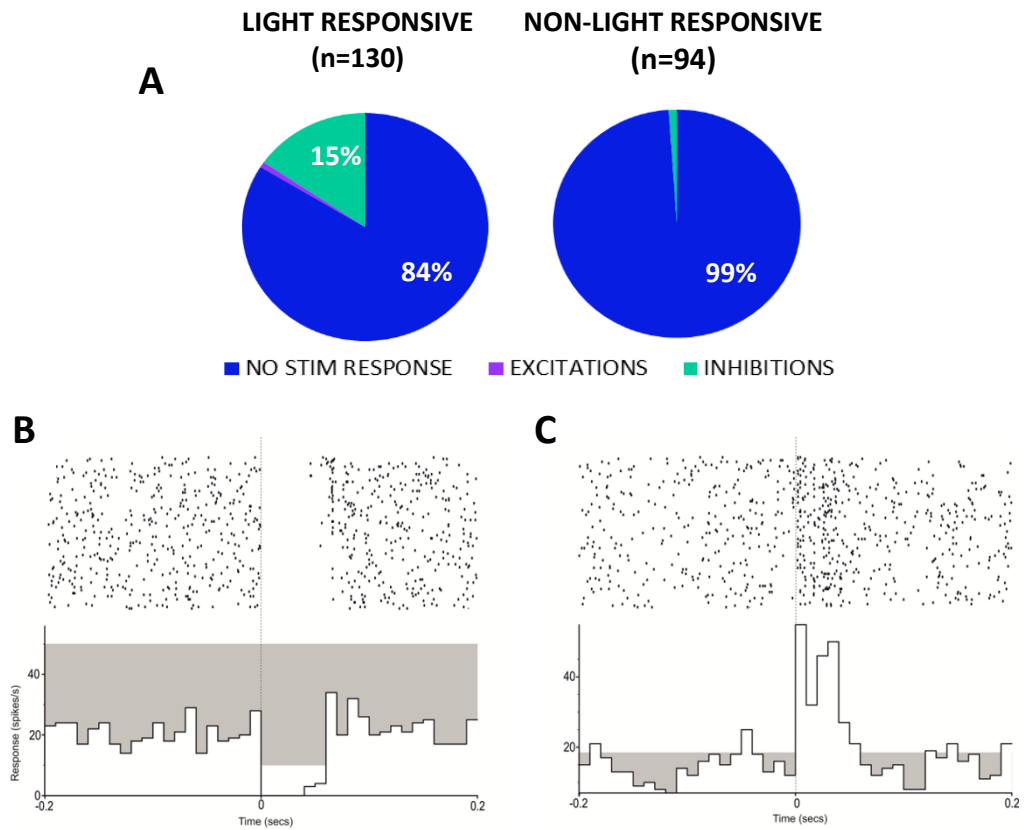 LIGHT RESPONSIVE
(n=130)
NON-LIGHT RESPONSIVE
(n=94)
A
15%
84%
99%
NO STIM RESPONSE
EXCITATIONS
INHIBITIONS
B
Response (spikes/s)
40
20
0
-0.2
0
0.2
Time (secs)
C
40
20
-0.2
0
0.2
Time (secs)